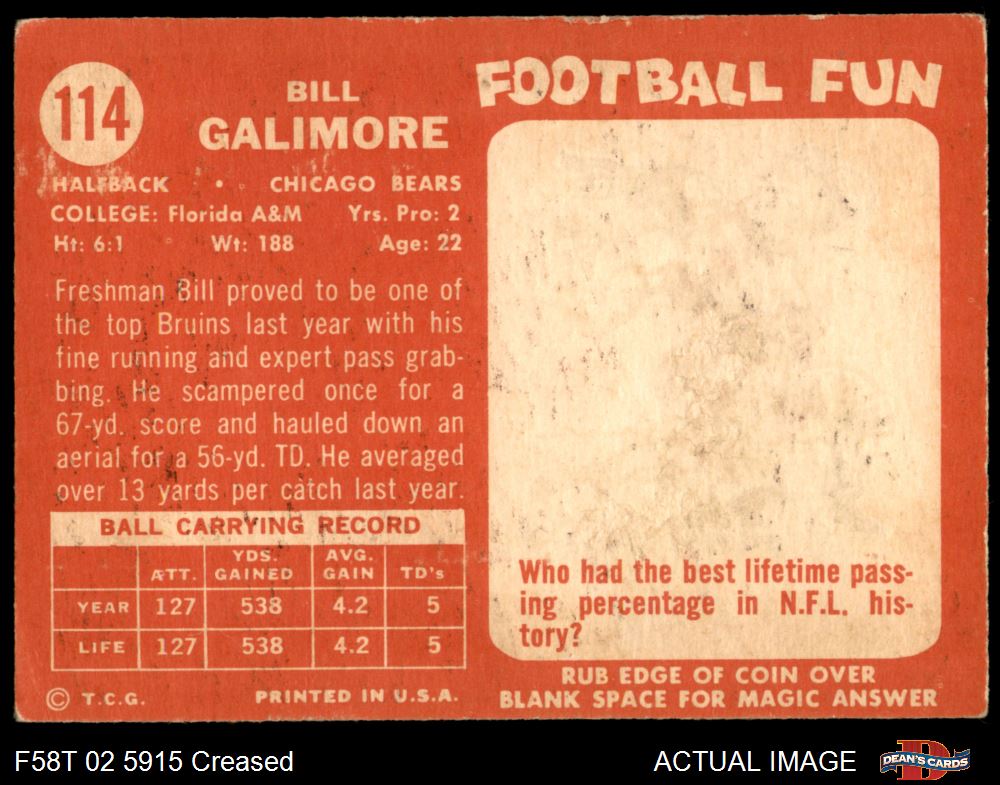 114
BILL
GALIMORE
HALFBACK • CHICAGO BEARS
COLLEGE: Florida A&M Yrs. Pro: 2
Ht: 6:1 Wt: 188 Age: 22
Freshman Bill proved to be one of
the top Bruins last year with his
fine running and expert pass grab-
bing. He scampered once for a
67-yd. score and hauled down an
aerial for a 56-yd. TD. He averaged
over 13 yards per catch last year.
BALL CARRYING RECORD
ATT. YDS. GAINED AVG. GAIN TD's
YEAR 127 538 4.2 5
LIFE 127 538 4.2 5
© T.C.G. PRINTED IN U.S.A.
FOOTBALL FUN
Who had the best lifetime pass-
ing percentage in N.F.L. his-
tory?
RUB EDGE OF COIN OVER
BLANK SPACE FOR MAGIC ANSWER
F58T 02 5915 Creased
ACTUAL IMAGE
DEAN'S CARDS